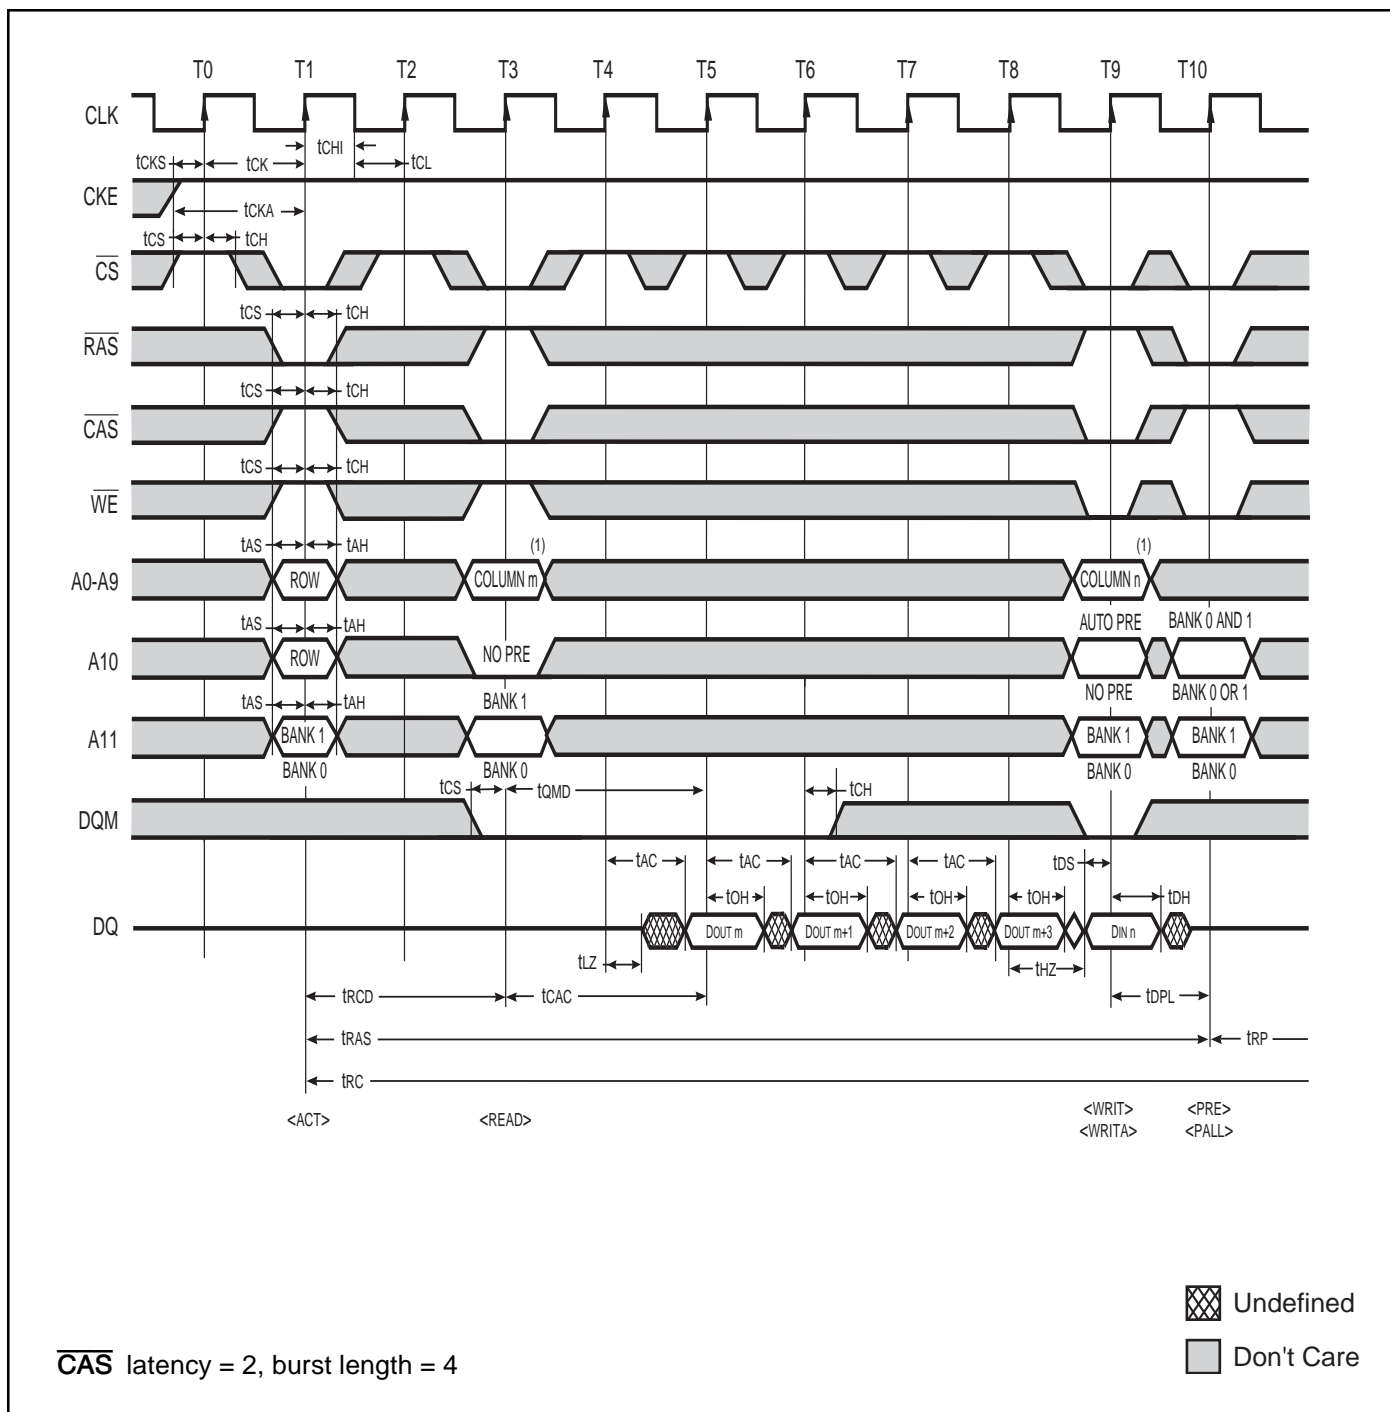 T0 T1 T2 T3 T4 T5 T6 T7 T8 T9 T10
CLK
tCHI
tCKS tCK tCL
CKE
tCKA
tCS tCH
CS
tCS tCH
RAS
tCS tCH
CAS
tCS tCH
WE
tAS tAH (1) (1)
A0-A9 ROW COLUMN m COLUMN n
tAS tAH AUTO PRE BANK 0 AND 1
A10 ROW NO PRE
tAS tAH BANK 1 NO PRE BANK 0 OR 1
A11 BANK 1 BANK 1 BANK 1
BANK 0 BANK 0 BANK 0 BANK 0
tCS tQMD tCH
DQM
tAC tAC tAC tAC tDS
tOH tOH tOH tOH tDH
DQ DOUT m DOUT m+1 DOUT m+2 DOUT m+3 DIN n
tLZ tHZ
tRCD tCAC tDPL
tRAS tRP
tRC
<ACT> <READ> <WRIT> <PRE>
<WRITA> <PALL>
Undefined
CAS latency = 2, burst length = 4
Don't Care